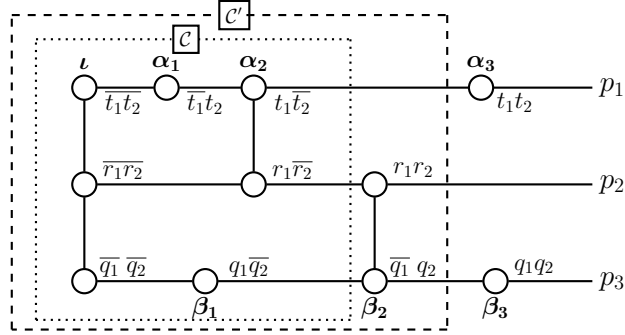 𝒞′
𝒞
ι α₁ α₂ α₃
t̅₁t̅₂ t̅₁t₂ t₁t̅₂ t₁t₂ p₁
r̅₁r̅₂ r₁r̅₂ r₁r₂ p₂
q̅₁ q̅₂ q₁q̅₂ q̅₁ q₂ q₁q₂ p₃
β₁ β₂ β₃